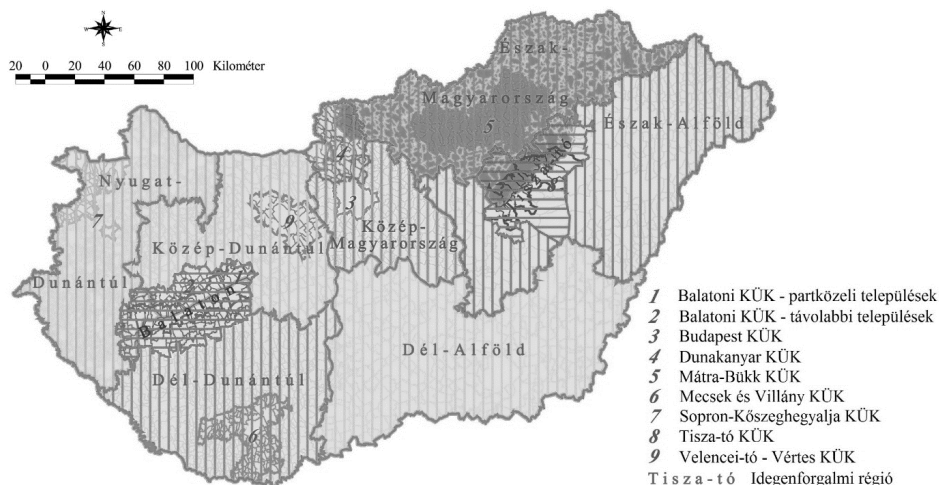 N
W E
S
20 0 20 40 60 80 100 Kilométer
Észak-
Magyarország
5
Észak-Alföld
4
Tisza-tó
Nyugat-
7
9
3
Közép-
Magyarország
Közép-Dunántúl
Dunántúl
2
1
Balaton
Dél-Alföld
Dél-Dunántúl
6
1 Balatoni KÜK - partközeli települések
2 Balatoni KÜK - távolabbi települések
3 Budapest KÜK
4 Dunakanyar KÜK
5 Mátra-Bükk KÜK
6 Mecsek és Villány KÜK
7 Sopron-Kőszeghegyalja KÜK
8 Tisza-tó KÜK
9 Velencei-tó - Vértes KÜK
Tisza-tó Idegenforgalmi régió